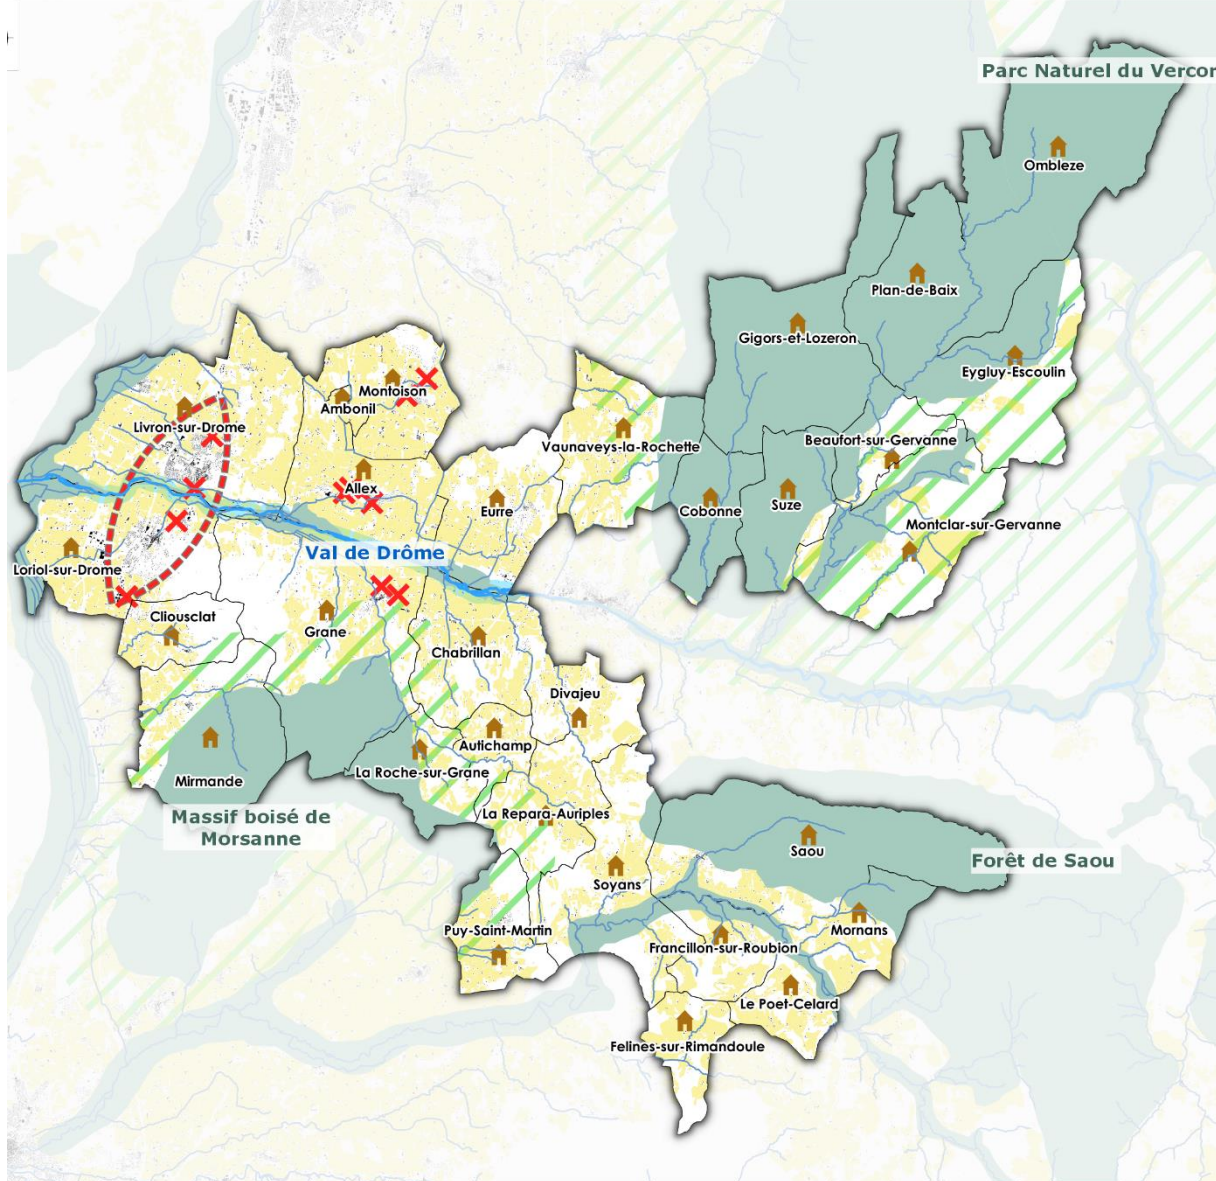 Parc Naturel du Vercor
Ombleze
Plan-de-Baix
Gigors-et-Lozeron
Eygluy-Escoulin
Montoison
Ambonil
Livron-sur-Drome
Vaunaveys-la-Rochette
Beaufort-sur-Gervanne
Allex
Eurre
Cobonne
Suze
Montclar-sur-Gervanne
Val de Drôme
Loriol-sur-Drome
Cliousclat
Grane
Chabrillan
Divajeu
Autichamp
Mirmande
La Roche-sur-Grane
Massif boisé de
Morsanne
La Repara-Auriples
Saou
Forêt de Saou
Soyans
Puy-Saint-Martin
Mornans
Francillon-sur-Roubion
Le Poet-Celard
Felines-sur-Rimandoule